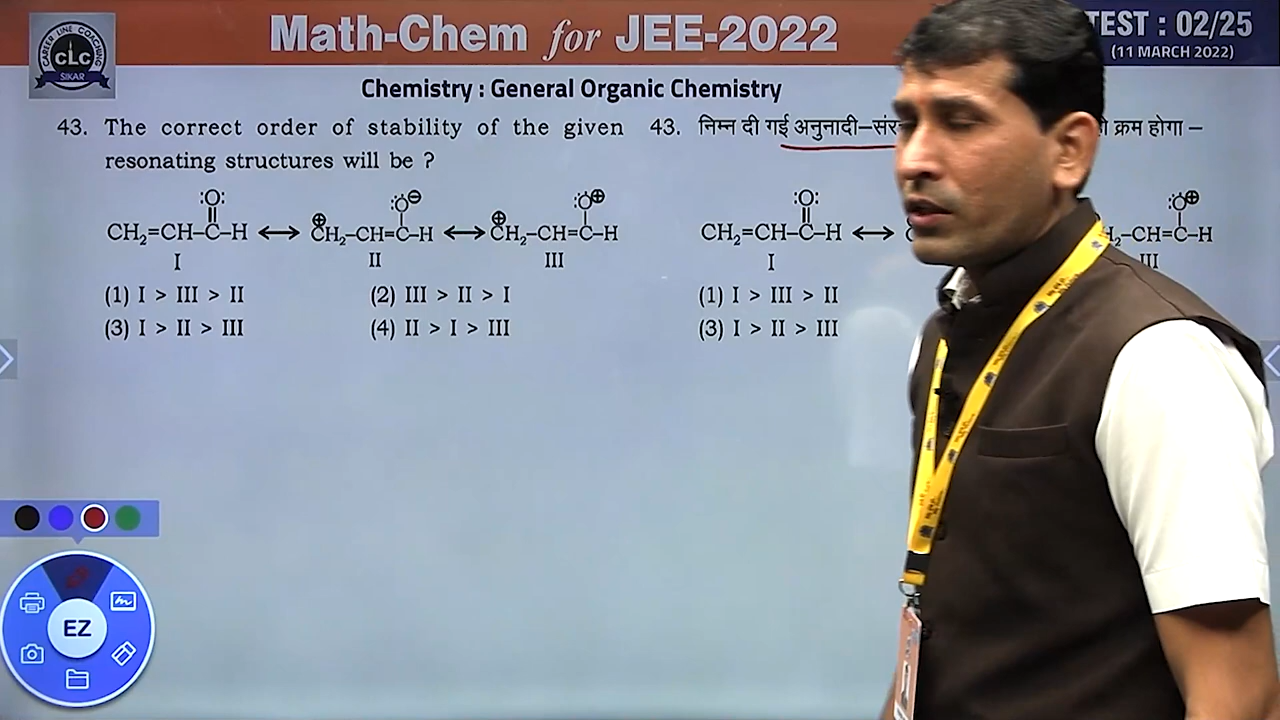 CAREER LINE COACHING
CLC
SIKAR
Math-Chem for JEE-2022
TEST : 02/25
(11 MARCH 2022)
Chemistry : General Organic Chemistry
43. The correct order of stability of the given
resonating structures will be ?
:O: :Ö⊖ :Ö⊕
CH₂=CH–C–H ⟷ ⊕CH₂–CH=C–H ⟷ ⊕CH₂–CH=C–H
I II III
(1) I > III > II (2) III > II > I
(3) I > II > III (4) II > I > III
43. निम्न दी गई क्रम होगा –
:O: :Ö⊕
CH₂=CH–C–H ⟷ –CH=C–H
I III
(1) I > III > II
(3) I > II > III
EZ